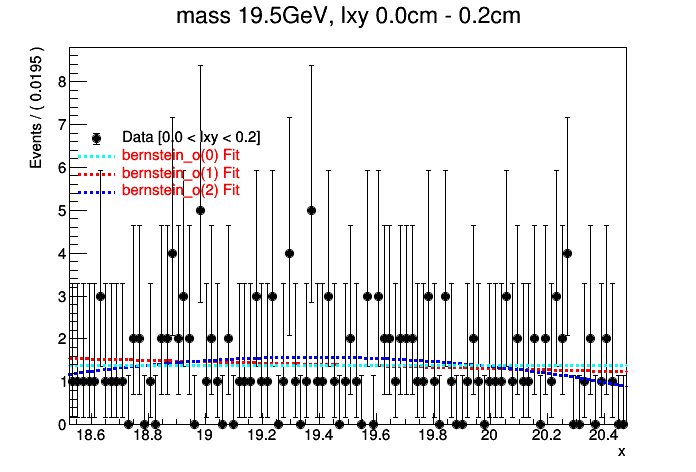 mass 19.5GeV, lxy 0.0cm - 0.2cm
Events / ( 0.0195 )
8
7
6
5
4
3
2
1
0
Data [0.0 < lxy < 0.2]
bernstein_o(0) Fit
bernstein_o(1) Fit
bernstein_o(2) Fit
18.6 18.8 19 19.2 19.4 19.6 19.8 20 20.2 20.4
x